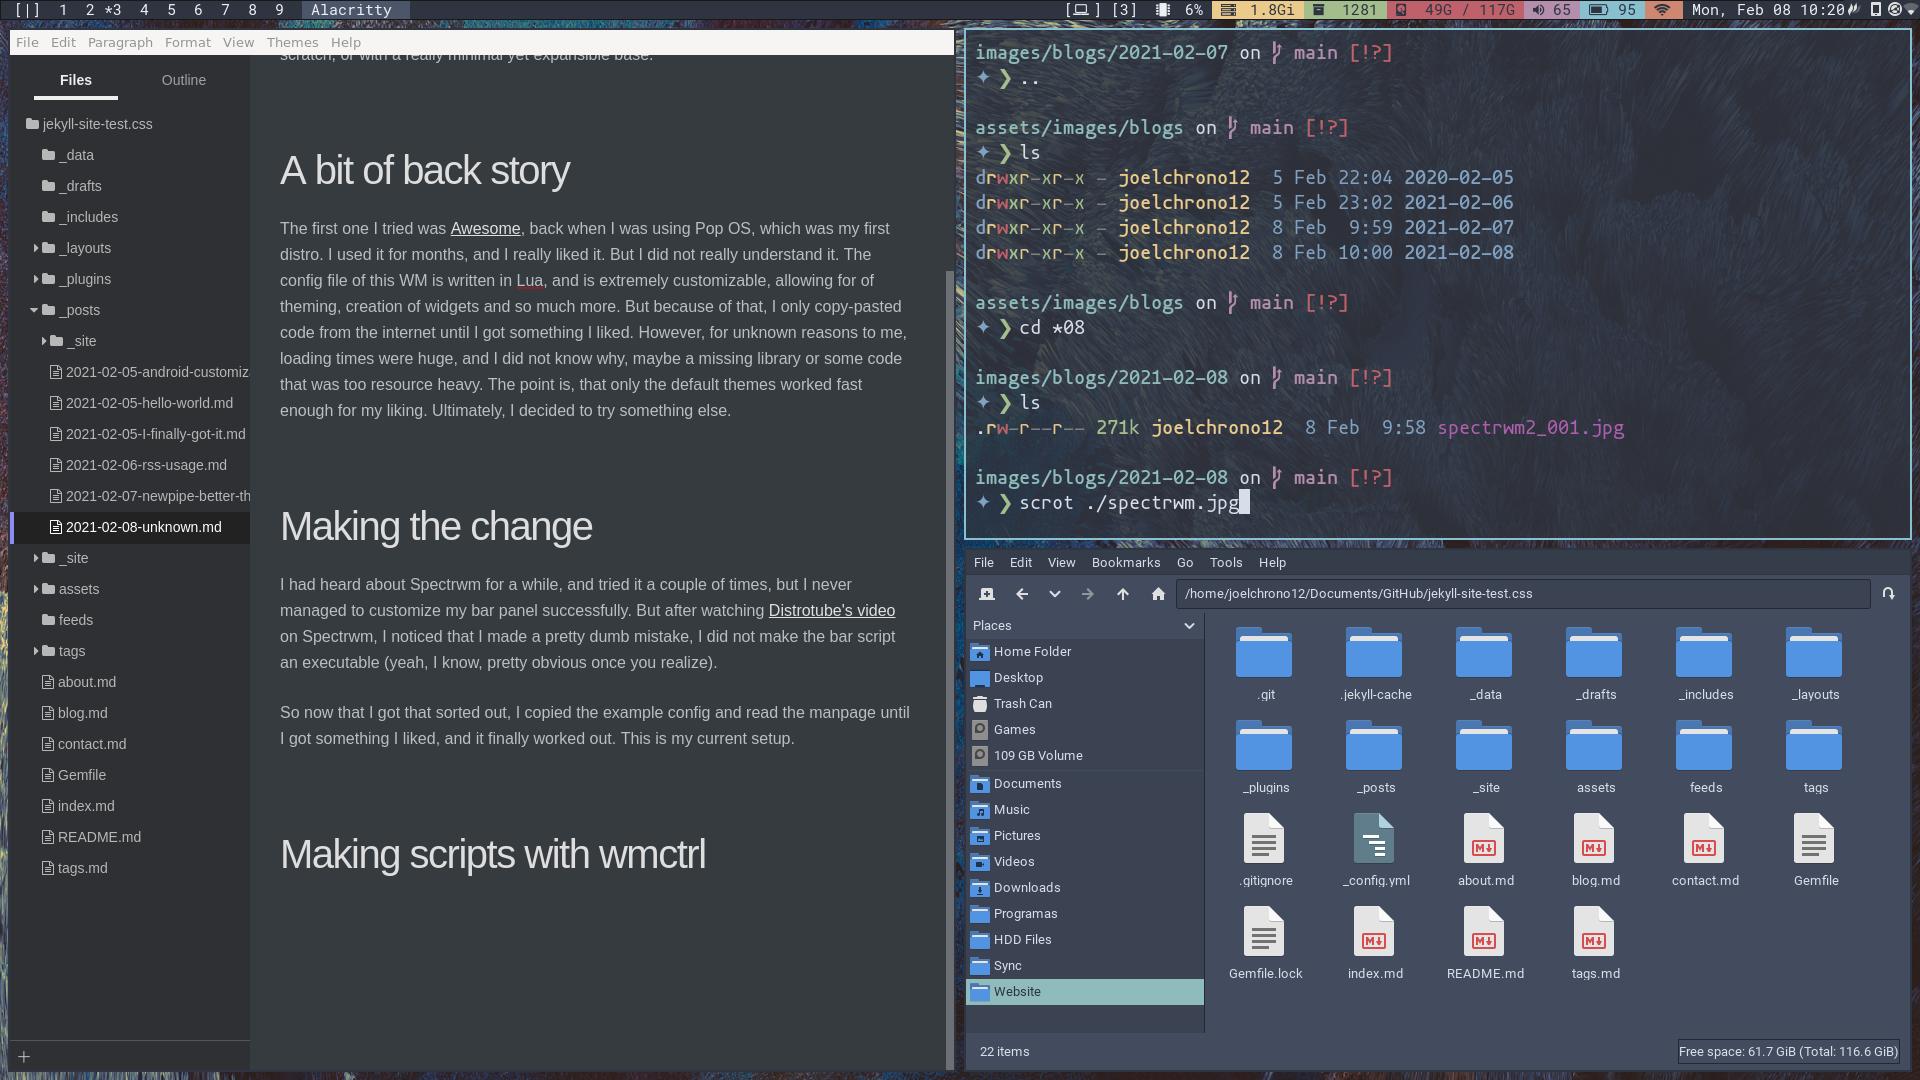 [|] 1 2 *3 4 5 6 7 8 9 Alacritty
[ ] [3] 6% 1.8Gi 1281 49G / 117G 65 95 Mon, Feb 08 10:20
File Edit Paragraph Format View Themes Help
Files Outline
jekyll-site-test.css
_data
_drafts
_includes
_layouts
_plugins
_posts
_site
2021-02-05-android-customiz
2021-02-05-hello-world.md
2021-02-05-I-finally-got-it.md
2021-02-06-rss-usage.md
2021-02-07-newpipe-better-th
2021-02-08-unknown.md
_site
assets
feeds
tags
about.md
blog.md
contact.md
Gemfile
index.md
README.md
tags.md
+
scratch, or with a really minimal yet expansible base.
A bit of back story
The first one I tried was Awesome, back when I was using Pop OS, which was my first
distro. I used it for months, and I really liked it. But I did not really understand it. The
config file of this WM is written in Lua, and is extremely customizable, allowing for of
theming, creation of widgets and so much more. But because of that, I only copy-pasted
code from the internet until I got something I liked. However, for unknown reasons to me,
loading times were huge, and I did not know why, maybe a missing library or some code
that was too resource heavy. The point is, that only the default themes worked fast
enough for my liking. Ultimately, I decided to try something else.
Making the change
I had heard about Spectrwm for a while, and tried it a couple of times, but I never
managed to customize my bar panel successfully. But after watching Distrotube's video
on Spectrwm, I noticed that I made a pretty dumb mistake, I did not make the bar script
an executable (yeah, I know, pretty obvious once you realize).
So now that I got that sorted out, I copied the example config and read the manpage until
I got something I liked, and it finally worked out. This is my current setup.
Making scripts with wmctrl
images/blogs/2021-02-07 on main [!?]
✦ ❯ ..
assets/images/blogs on main [!?]
✦ ❯ ls
drwxr-xr-x - joelchrono12 5 Feb 22:04 2020-02-05
drwxr-xr-x - joelchrono12 5 Feb 23:02 2021-02-06
drwxr-xr-x - joelchrono12 8 Feb 9:59 2021-02-07
drwxr-xr-x - joelchrono12 8 Feb 10:00 2021-02-08
assets/images/blogs on main [!?]
✦ ❯ cd *08
images/blogs/2021-02-08 on main [!?]
✦ ❯ ls
.rw-r--r-- 271k joelchrono12 8 Feb 9:58 spectrwm2_001.jpg
images/blogs/2021-02-08 on main [!?]
✦ ❯ scrot ./spectrwm.jpg
File Edit View Bookmarks Go Tools Help
/home/joelchrono12/Documents/GitHub/jekyll-site-test.css
Places
Home Folder
Desktop
Trash Can
Games
109 GB Volume
Documents
Music
Pictures
Videos
Downloads
Programas
HDD Files
Sync
Website
.git .jekyll-cache _data _drafts _includes _layouts
_plugins _posts _site assets feeds tags
.gitignore _config.yml about.md blog.md contact.md Gemfile
Gemfile.lock index.md README.md tags.md
22 items
Free space: 61.7 GiB (Total: 116.6 GiB)